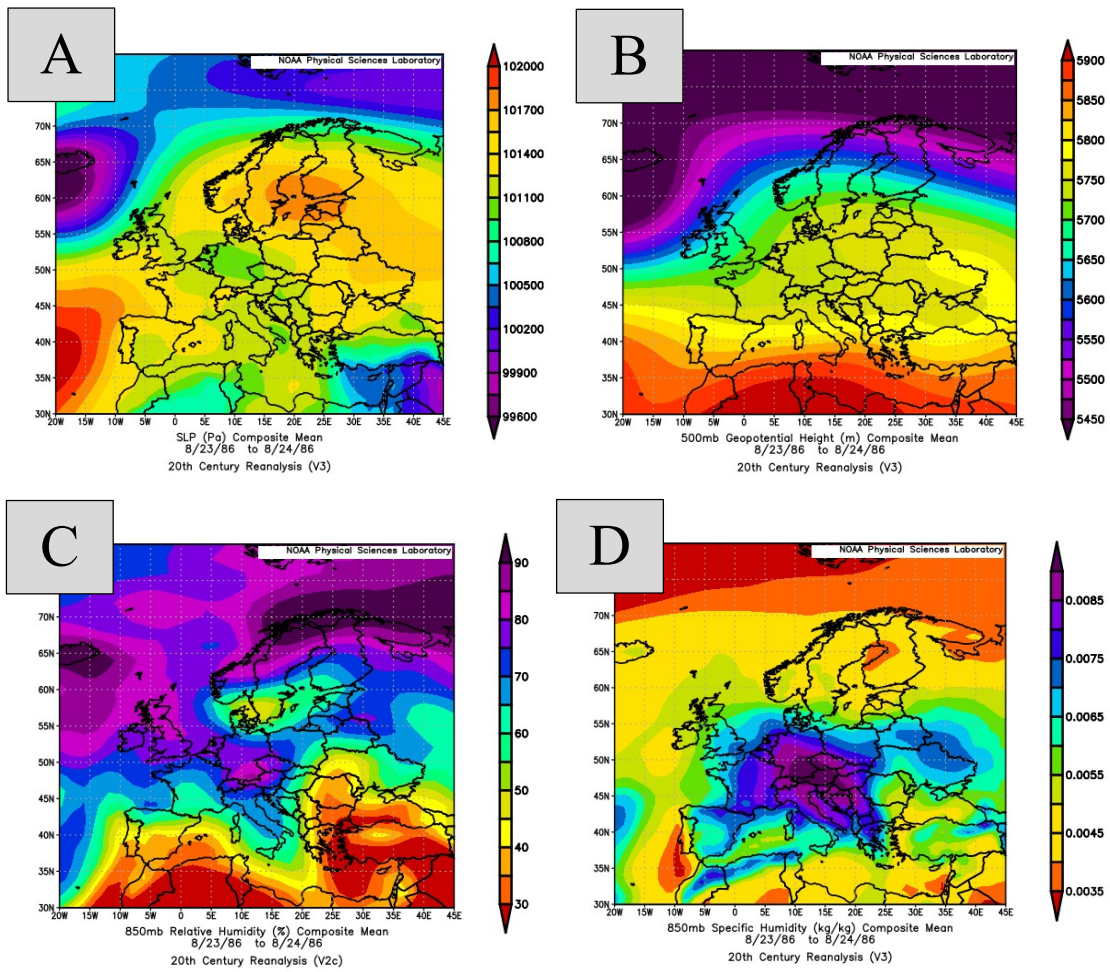 A
NOAA Physical Sciences Laboratory
70N
65N
60N
55N
50N
45N
40N
35N
30N
20W 15W 10W 5W 0 5E 10E 15E 20E 25E 30E 35E 40E 45E
102000
101700
101400
101100
100800
100500
100200
99900
99600
SLP (Pa) Composite Mean
8/23/86 to 8/24/86
20th Century Reanalysis (V3)
B
NOAA Physical Sciences Laboratory
70N
65N
60N
55N
50N
45N
40N
35N
30N
20W 15W 10W 5W 0 5E 10E 15E 20E 25E 30E 35E 40E 45E
5900
5850
5800
5750
5700
5650
5600
5550
5500
5450
500mb Geopotential Height (m) Composite Mean
8/23/86 to 8/24/86
20th Century Reanalysis (V3)
C
NOAA Physical Sciences Laboratory
70N
65N
60N
55N
50N
45N
40N
35N
30N
20W 15W 10W 5W 0 5E 10E 15E 20E 25E 30E 35E 40E 45E
90
80
70
60
50
40
30
850mb Relative Humidity (%) Composite Mean
8/23/86 to 8/24/86
20th Century Reanalysis (V2c)
D
NOAA Physical Sciences Laboratory
70N
65N
60N
55N
50N
45N
40N
35N
30N
20W 15W 10W 5W 0 5E 10E 15E 20E 25E 30E 35E 40E 45E
0.0085
0.0075
0.0065
0.0055
0.0045
0.0035
850mb Specific Humidity (kg/kg) Composite Mean
8/23/86 to 8/24/86
20th Century Reanalysis (V3)